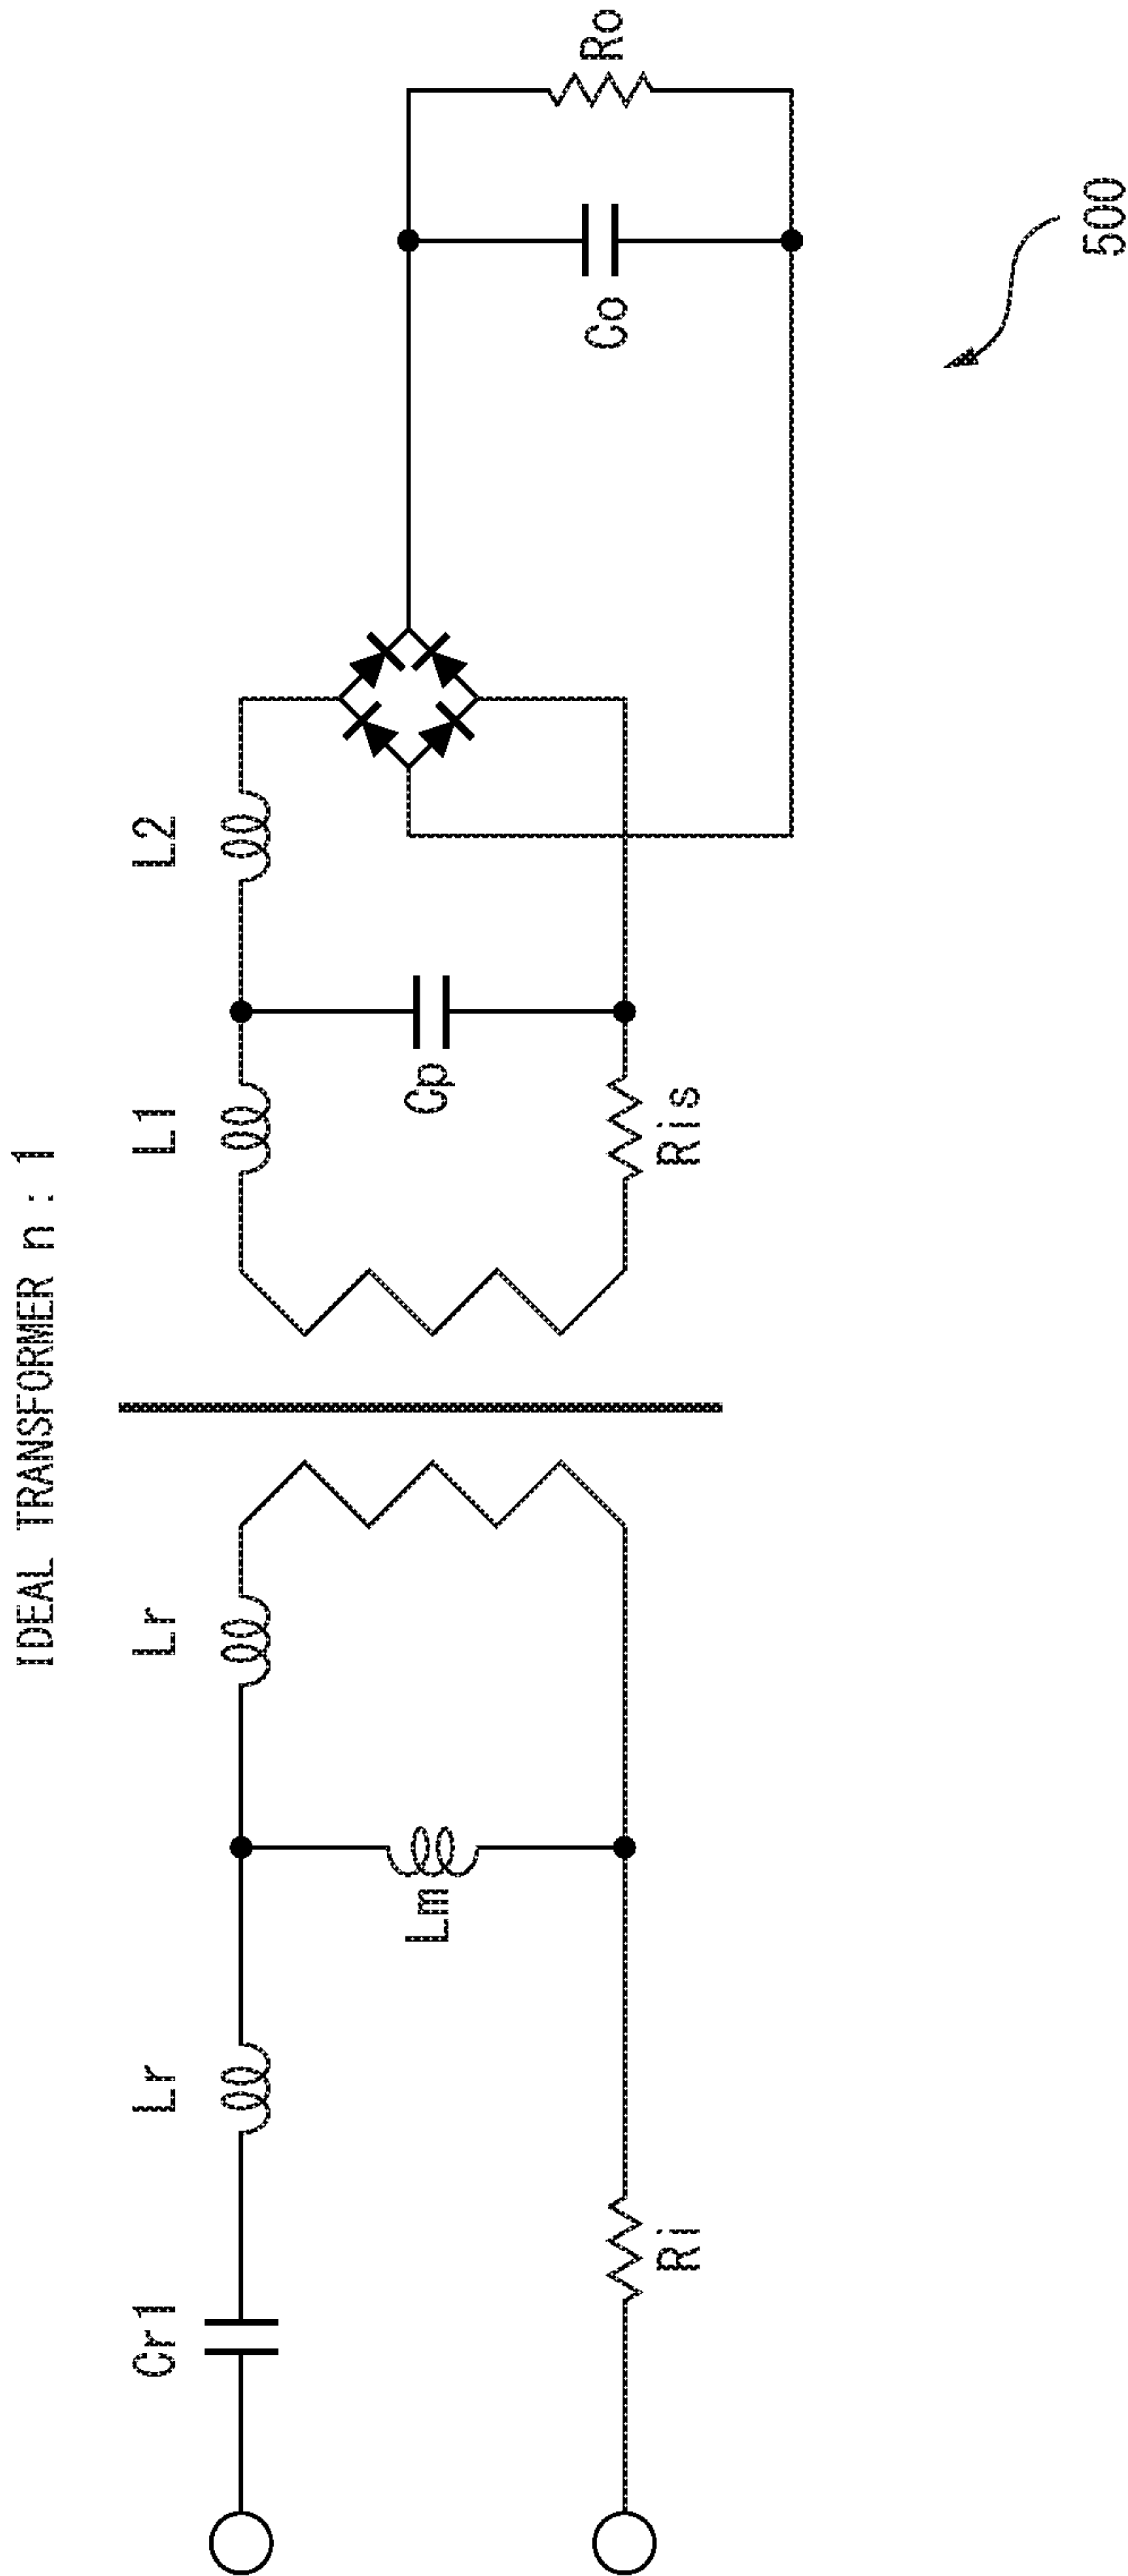 IDEAL TRANSFORMER n : 1
Cr1
Lr
Lr
L1
L2
Lm
Cp
Co
Ro
Ri
Ris
500